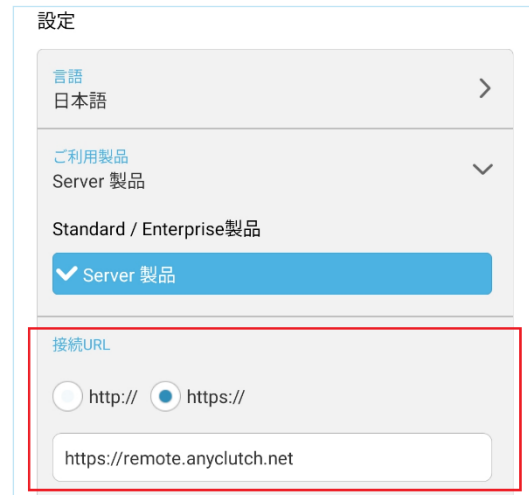 設定
言語
日本語
ご利用製品
Server 製品
Standard / Enterprise製品
Server 製品
接続URL
http:// https://
https://remote.anyclutch.net